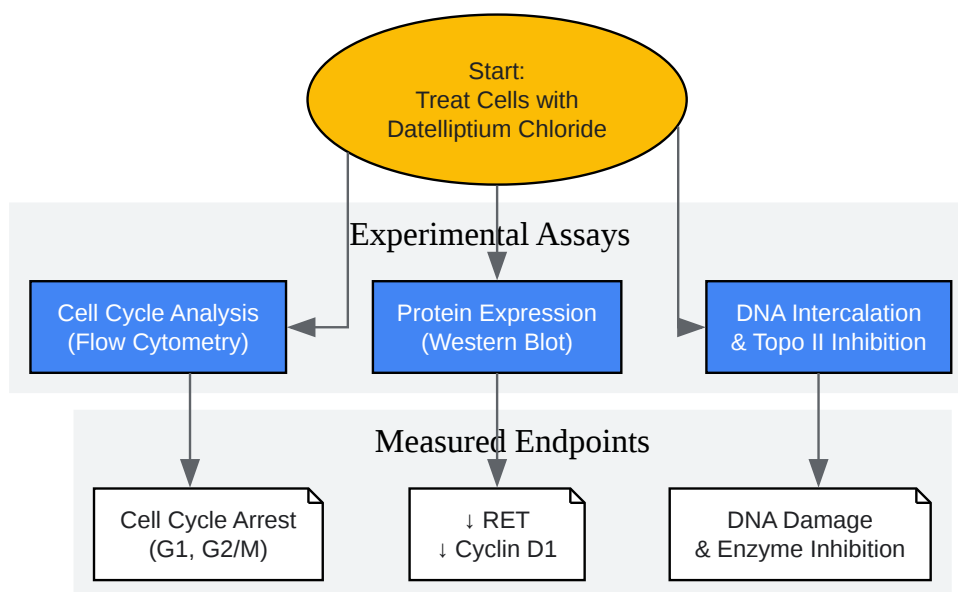 Start:
Treat Cells with
Datelliptium Chloride
Experimental Assays
Cell Cycle Analysis
(Flow Cytometry)
Protein Expression
(Western Blot)
DNA Intercalation
& Topo II Inhibition
Measured Endpoints
Cell Cycle Arrest
(G1, G2/M)
↓ RET
↓ Cyclin D1
DNA Damage
& Enzyme Inhibition